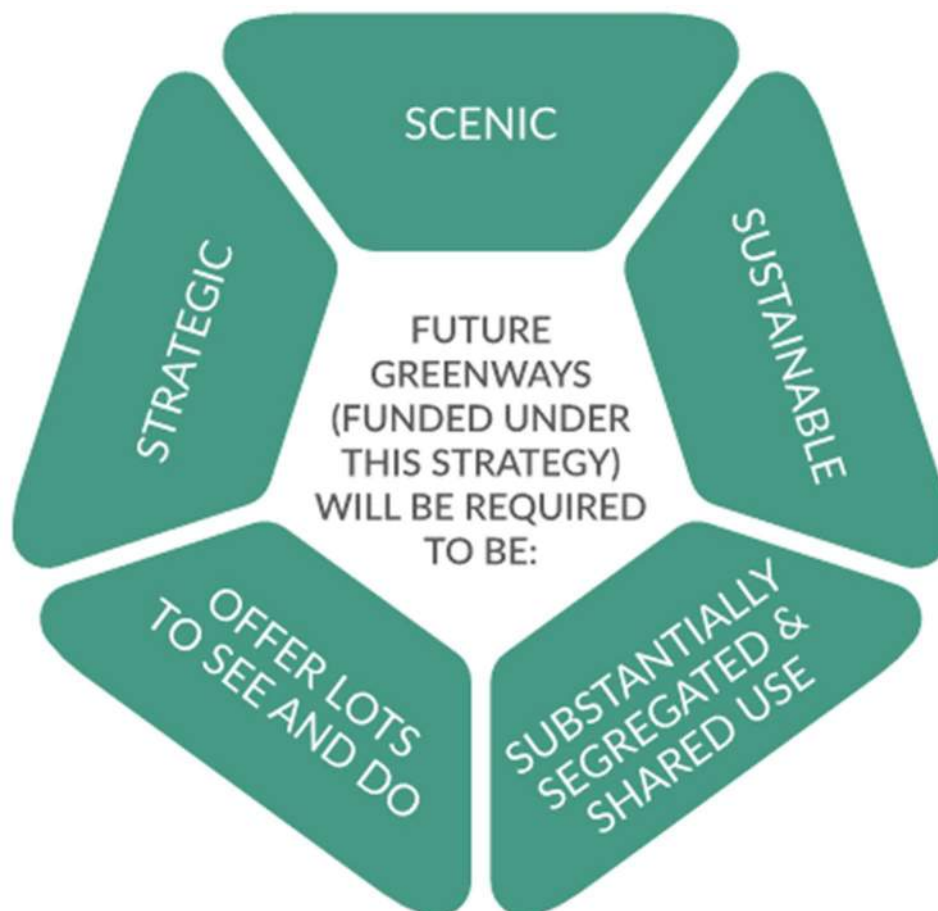 SCENIC
SUSTAINABLE
SUBSTANTIALLY
SEGREGATED &
SHARED USE
OFFER LOTS
TO SEE AND DO
STRATEGIC
FUTURE
GREENWAYS
(FUNDED UNDER
THIS STRATEGY)
WILL BE REQUIRED
TO BE: